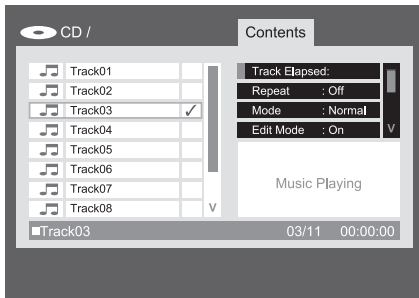 CD /
Contents
Track01
Track02
Track03
Track04
Track05
Track06
Track07
Track08
Track Elapsed:
Repeat : Off
Mode : Normal
Edit Mode : On
Music Playing
Track03 03/11 00:00:00